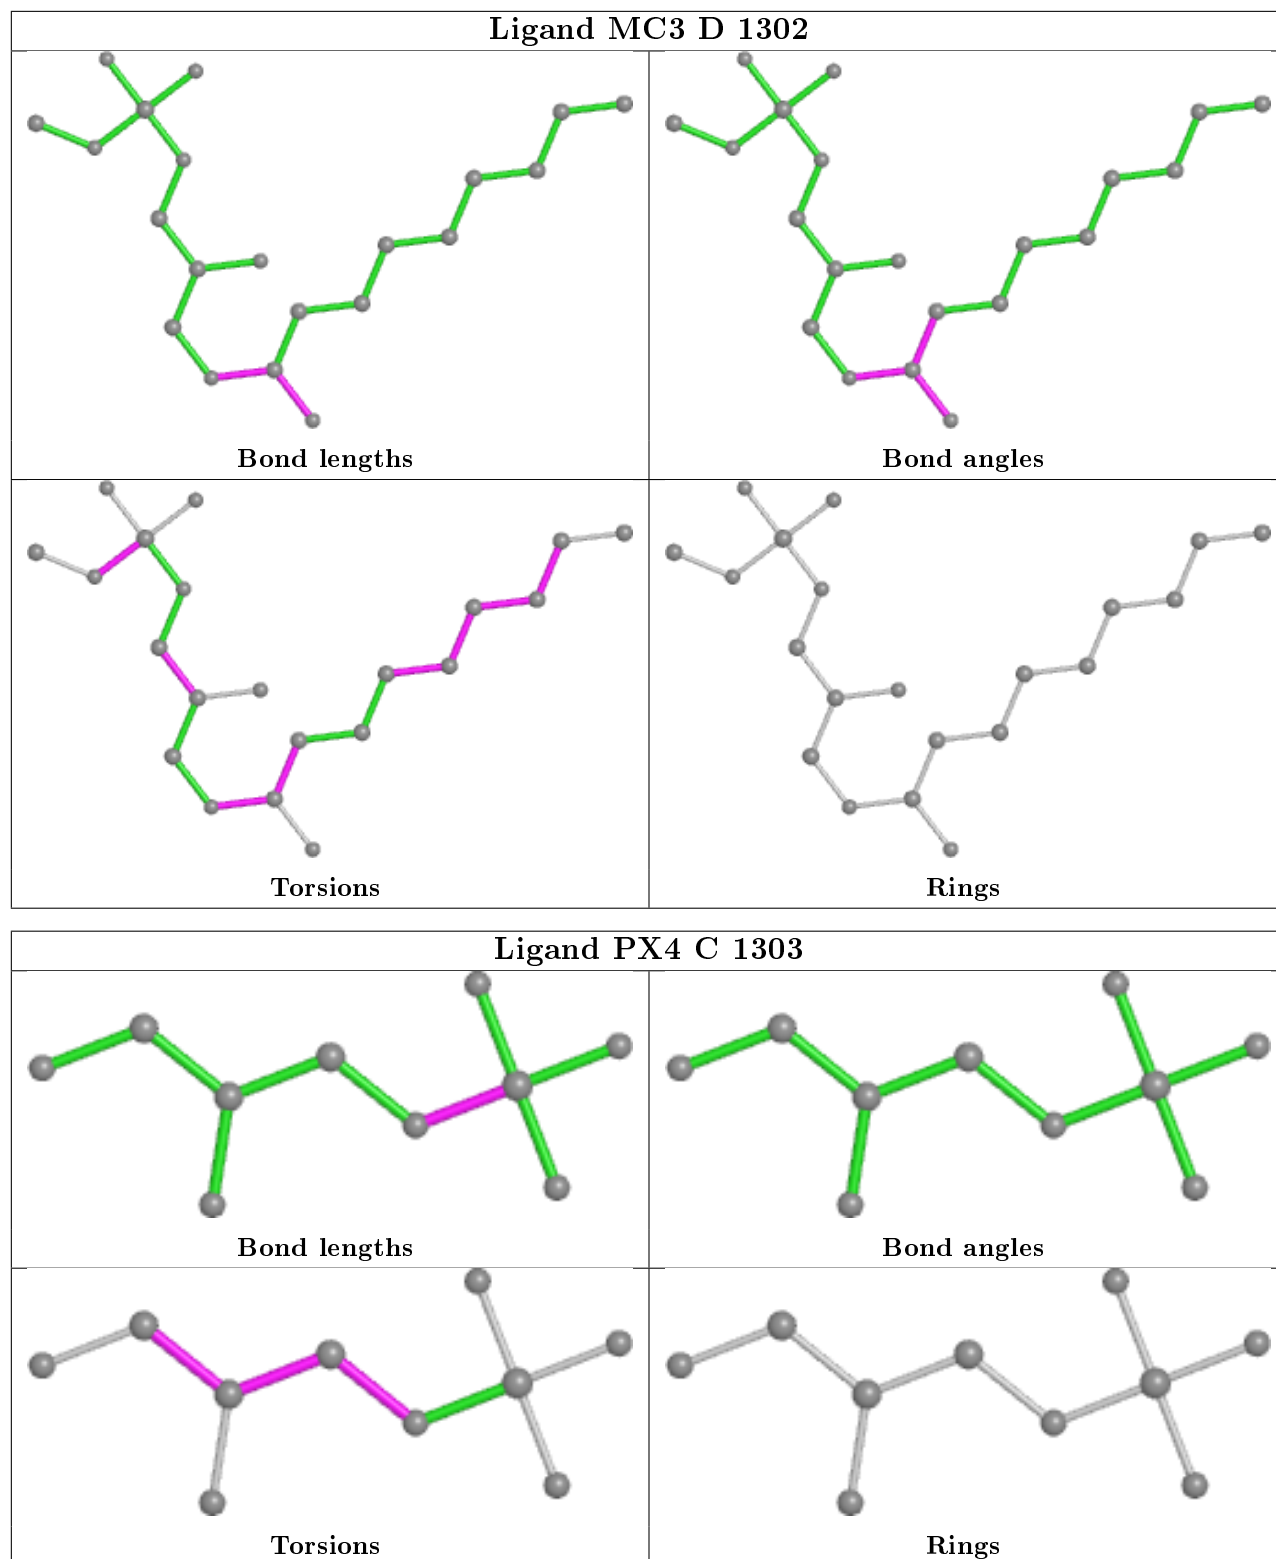 Ligand MC3 D 1302
Bond lengths
Bond angles
Torsions
Rings
Ligand PX4 C 1303
Bond lengths
Bond angles
Torsions
Rings